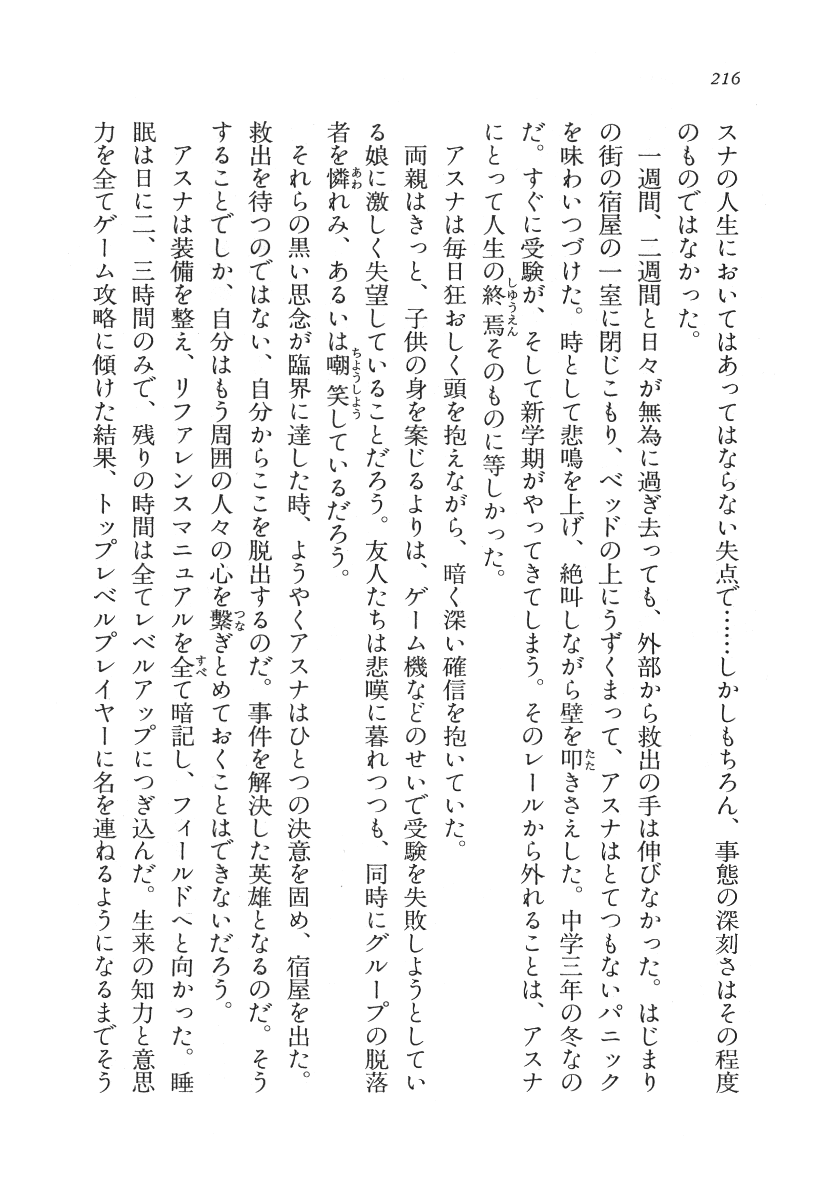 216
スナの人生においてはあってはならない失点で……しかしもちろん、事態の深刻さはその程度
のものではなかった。
　一週間、二週間と日々が無為に過ぎ去っても、外部から救出の手は伸びなかった。はじまり
の街の宿屋の一室に閉じこもり、ベッドの上にうずくまって、アスナはとてつもないパニック
を味わいつづけた。時として悲鳴を上げ、絶叫しながら壁を叩きさえした。中学三年の冬なの
だ。すぐに受験が、そして新学期がやってきてしまう。そのレールから外れることは、アスナ
にとって人生の終焉そのものに等しかった。
　アスナは毎日狂おしく頭を抱えながら、暗く深い確信を抱いていた。
　両親はきっと、子供の身を案じるよりは、ゲーム機などのせいで受験を失敗しようとしてい
る娘に激しく失望していることだろう。友人たちは悲嘆に暮れつつも、同時にグループの脱落
者を憐れみ、あるいは嘲笑しているだろう。
　それらの黒い思念が臨界に達した時、ようやくアスナはひとつの決意を固め、宿屋を出た。
救出を待つのではない、自分からここを脱出するのだ。事件を解決した英雄となるのだ。そう
することでしか、自分はもう周囲の人々の心を繫ぎとめておくことはできないだろう。
　アスナは装備を整え、リファレンスマニュアルを全て暗記し、フィールドへと向かった。睡
眠は日に二、三時間のみで、残りの時間は全てレベルアップにつぎ込んだ。生来の知力と意思
力を全てゲーム攻略に傾けた結果、トップレベルプレイヤーに名を連ねるようになるまでそう